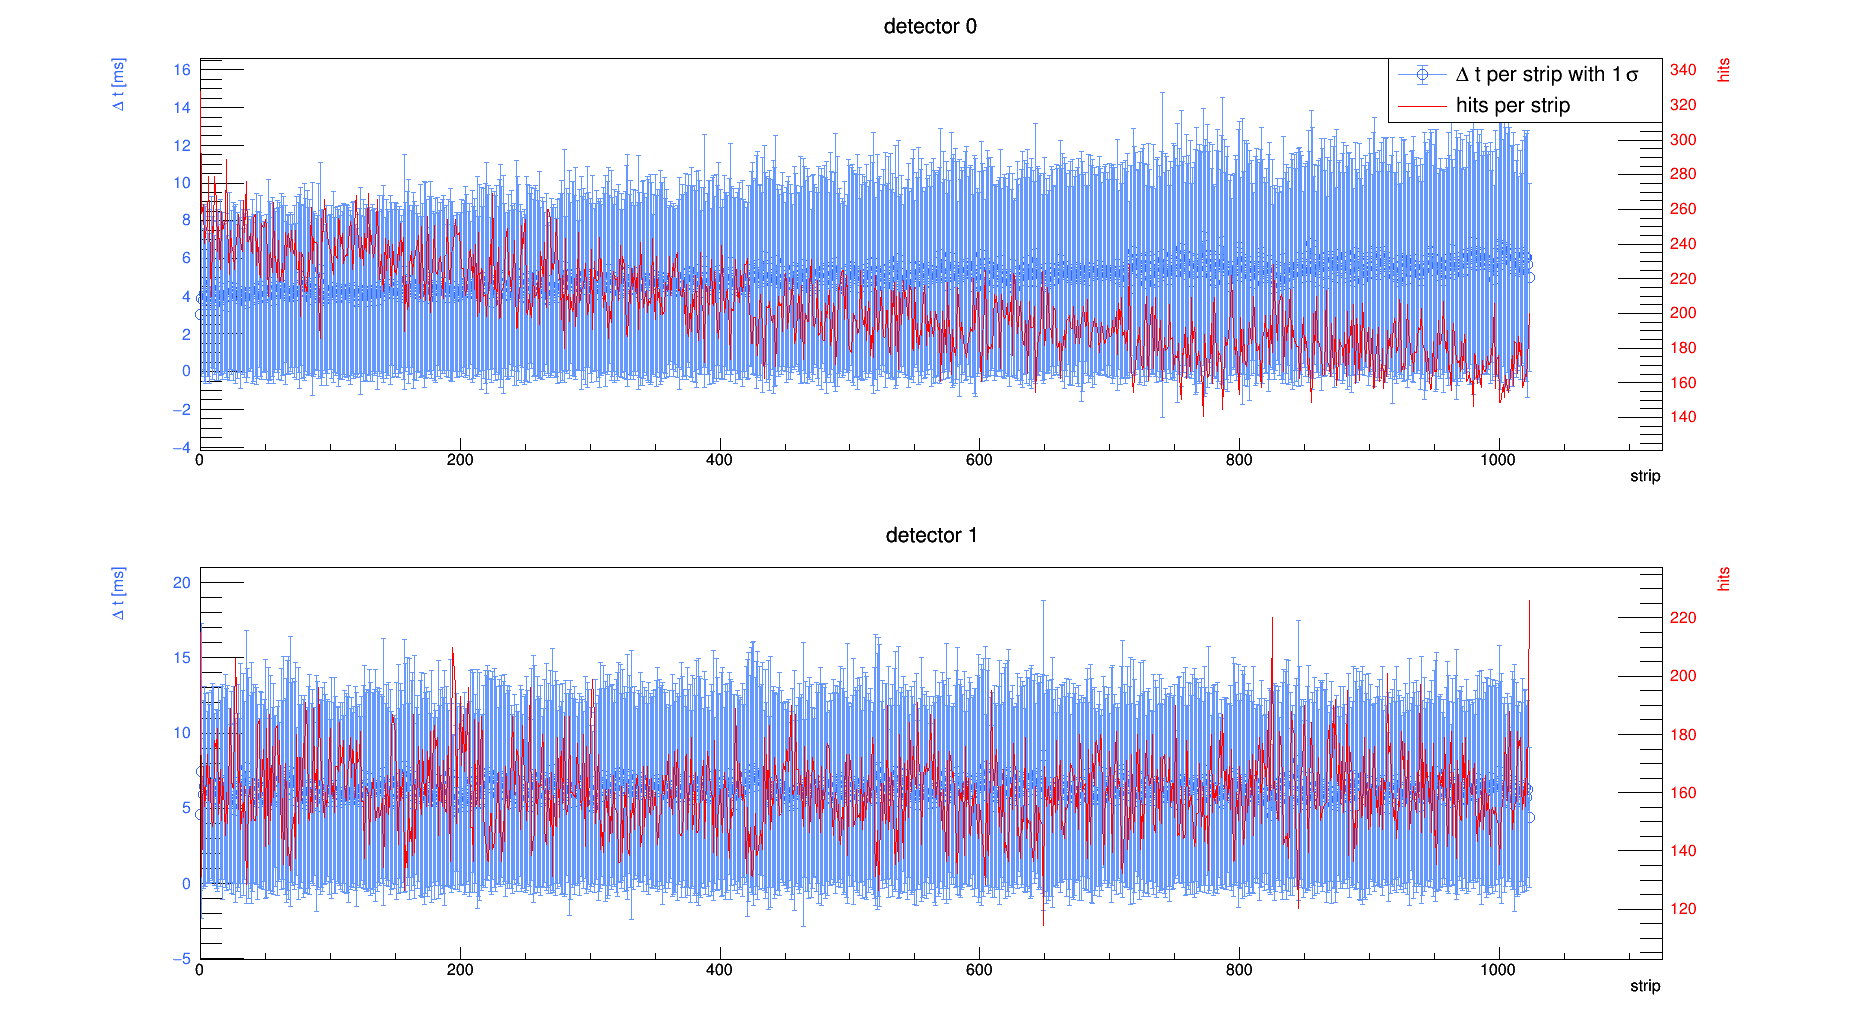 detector 0
Δ t [ms]
hits
16
14
12
10
8
6
4
2
0
−2
−4
340
320
300
280
260
240
220
200
180
160
140
Δ t per strip with 1 σ
hits per strip
0 200 400 600 800 1000
strip
detector 1
Δ t [ms]
hits
20
15
10
5
0
−5
220
200
180
160
140
120
0 200 400 600 800 1000
strip